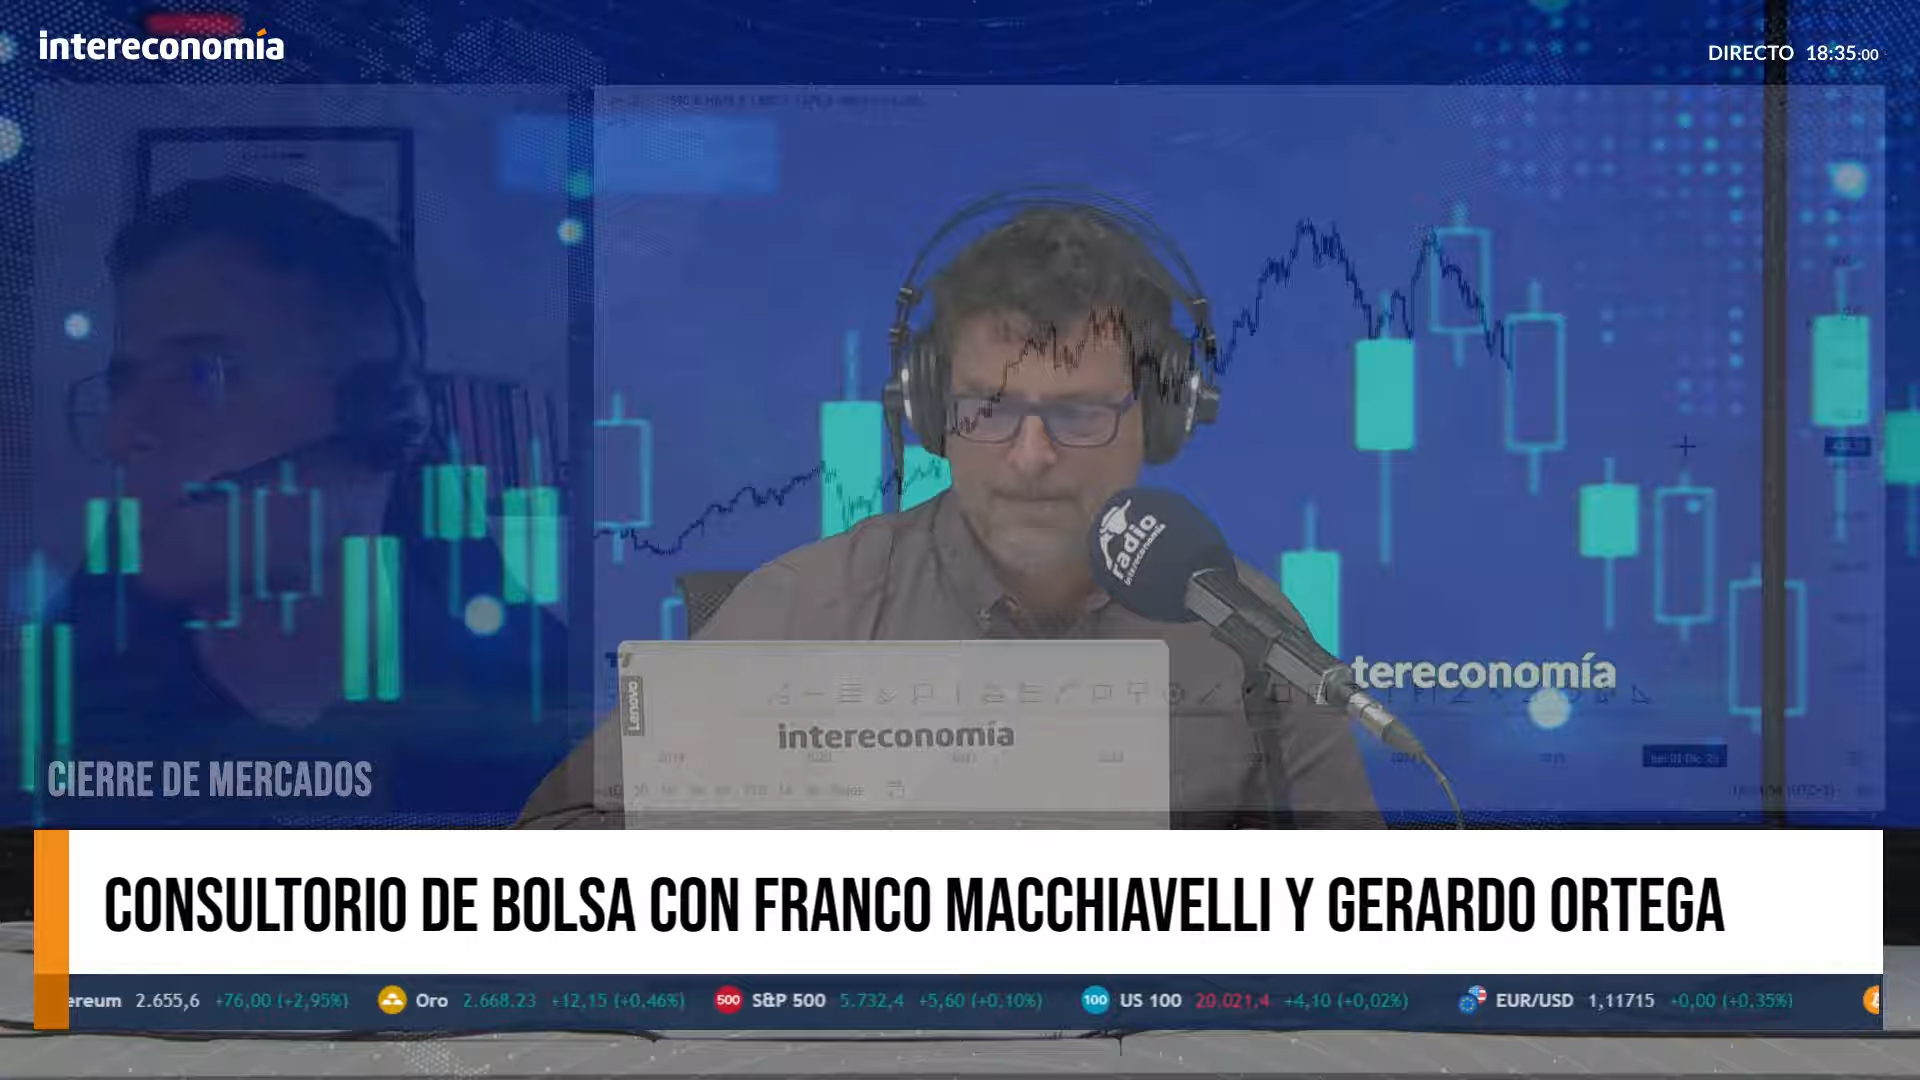 intereconomía
DIRECTO 18:35:00
radio
intereconomía
tereconomía
Lenovo
intereconomía
CIERRE DE MERCADOS
CONSULTORIO DE BOLSA CON FRANCO MACCHIAVELLI Y GERARDO ORTEGA
ereum 2.655,6 +76,00 (+2,95%) Oro 2.668.23 +12,15 (+0,46%) 500 S&P 500 5.732,4 +5,60 (+0.10%) 100 US 100 20.021,4 +4,10 (+0,02%) EUR/USD 1,11715 +0,00 (+0,35%)